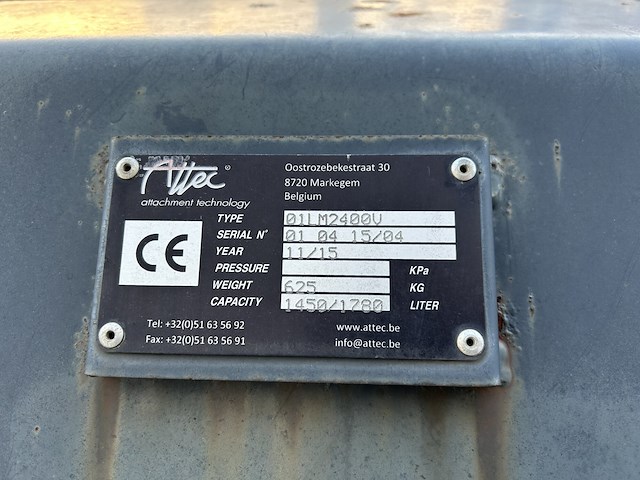 Attec
attachment technology
Oostrozebekestraat 30
8720 Markegem
Belgium
CE
TYPE 01LM2400V
SERIAL N° 01 04 15/04
YEAR 11/15
PRESSURE KPa
WEIGHT 625 KG
CAPACITY 1450/1780 LITER
Tel: +32(0)51 63 56 92
Fax: +32(0)51 63 56 91
www.attec.be
info@attec.be